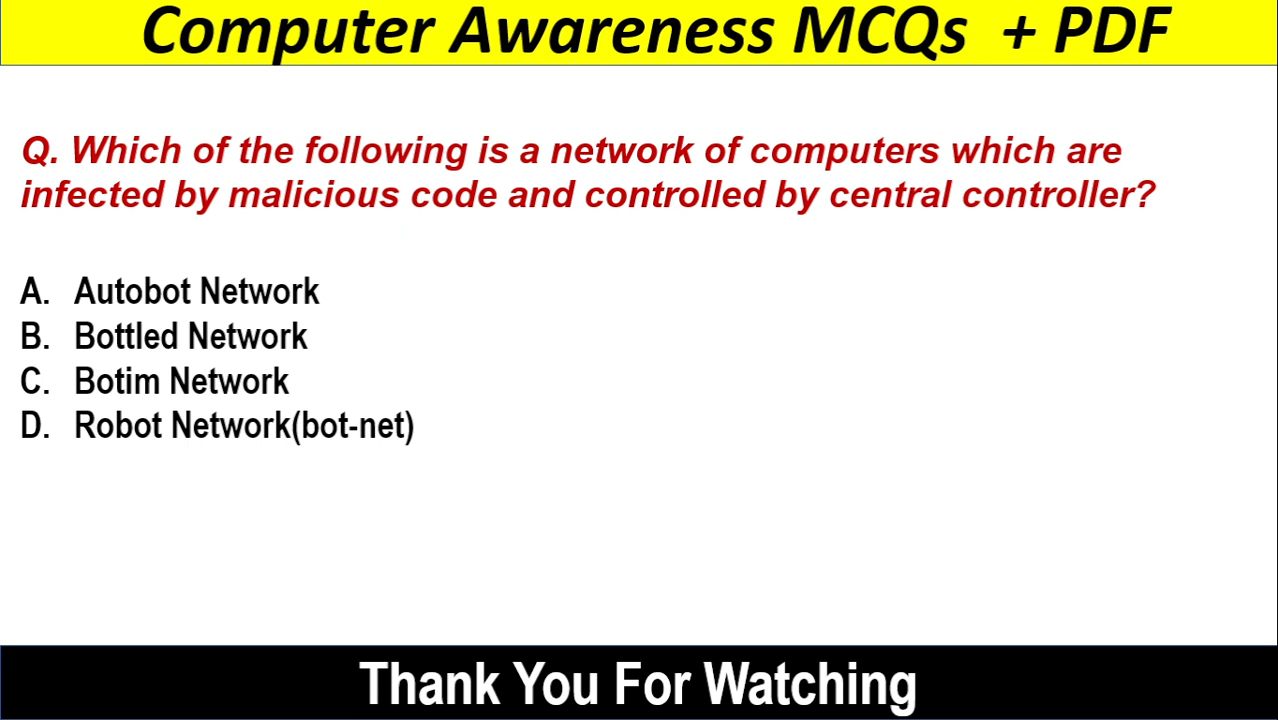 Computer Awareness MCQs + PDF
Q. Which of the following is a network of computers which are
infected by malicious code and controlled by central controller?
A. Autobot Network
B. Bottled Network
C. Botim Network
D. Robot Network(bot-net)
Thank You For Watching